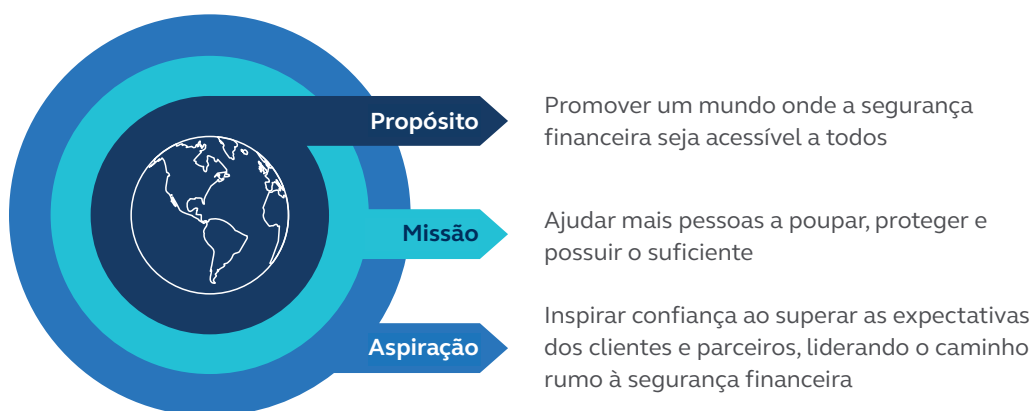 Propósito
Promover um mundo onde a segurança
financeira seja acessível a todos
Missão
Ajudar mais pessoas a poupar, proteger e
possuir o suficiente
Aspiração
Inspirar confiança ao superar as expectativas
dos clientes e parceiros, liderando o caminho
rumo à segurança financeira